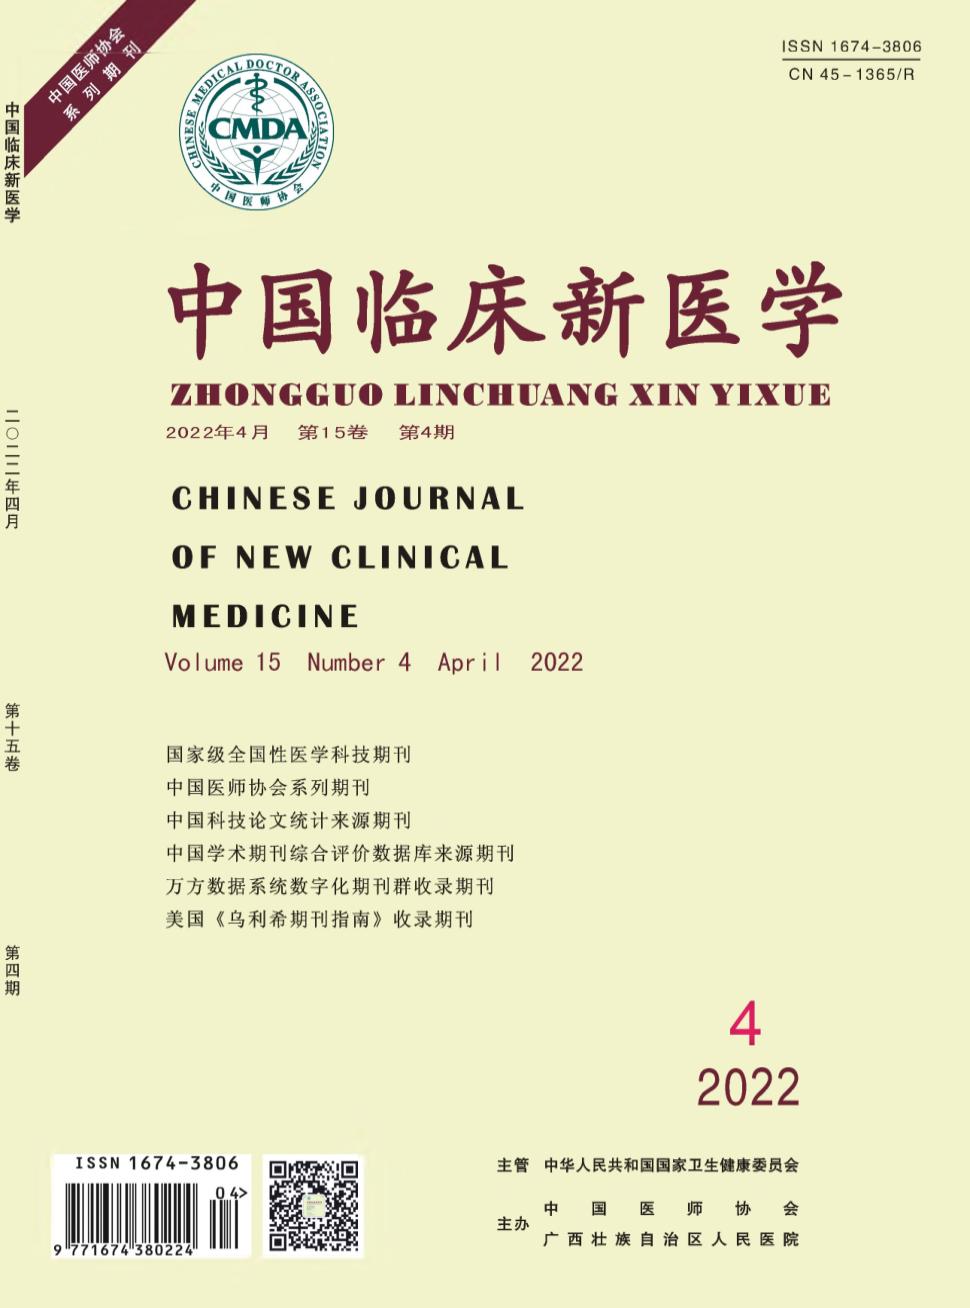 中国医师协会
系列期刊
中国临床新医学
二〇二二年四月
第十五卷
第四期
CHINESE MEDICAL DOCTOR ASSOCIATION
CMDA
中国医师协会
ISSN 1674-3806
CN 45-1365/R
中国临床新医学
ZHONGGUO LINCHUANG XIN YIXUE
2022年4月 第15卷 第4期
CHINESE JOURNAL
OF NEW CLINICAL
MEDICINE
Volume 15 Number 4 April 2022
国家级全国性医学科技期刊
中国医师协会系列期刊
中国科技论文统计来源期刊
中国学术期刊综合评价数据库来源期刊
万方数据系统数字化期刊群收录期刊
美国《乌利希期刊指南》收录期刊
4
2022
ISSN 1674-3806
04>
9 771674 380224
主管 中华人民共和国国家卫生健康委员会
主办 中国医师协会
广西壮族自治区人民医院